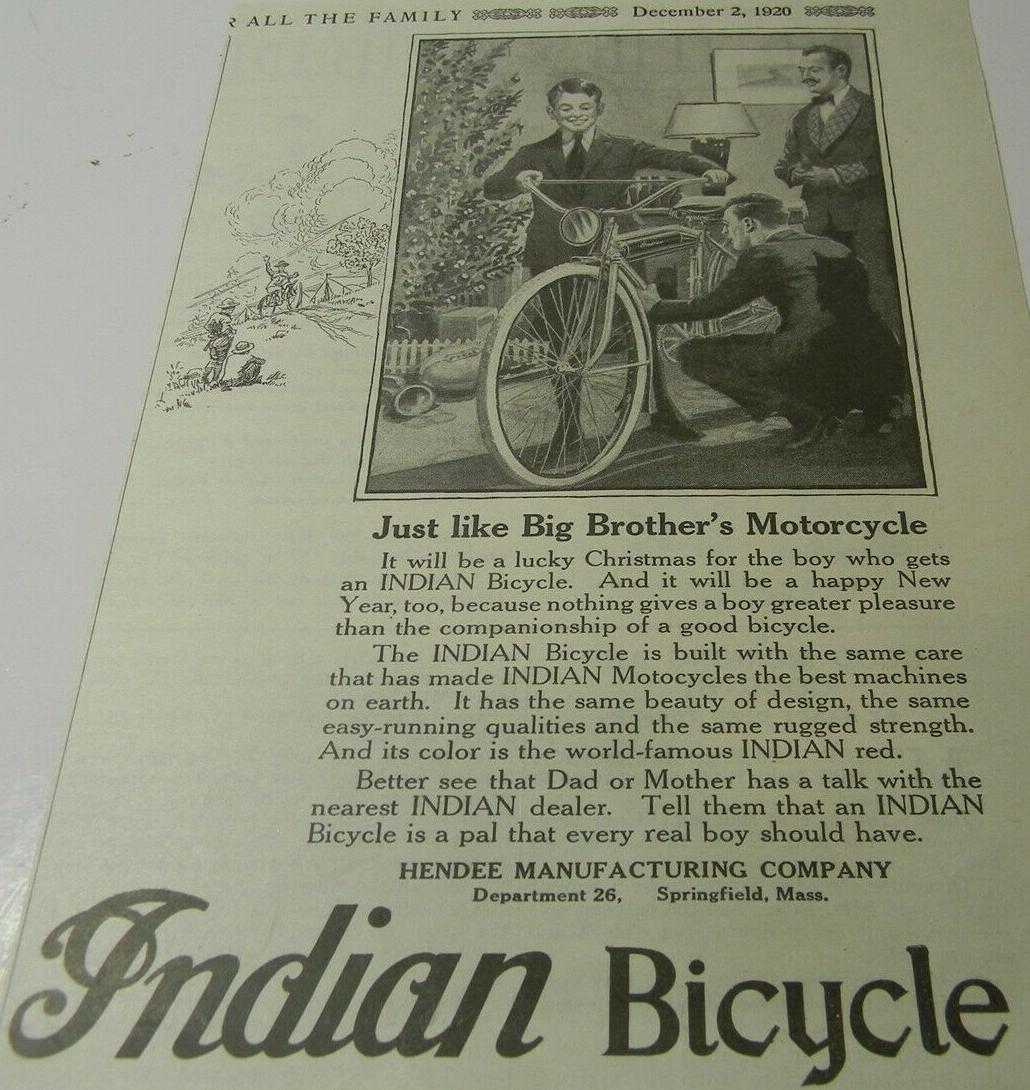 ALL THE FAMILY December 2, 1920
Indian
Just like Big Brother's Motorcycle
It will be a lucky Christmas for the boy who gets
an INDIAN Bicycle. And it will be a happy New
Year, too, because nothing gives a boy greater pleasure
than the companionship of a good bicycle.
The INDIAN Bicycle is built with the same care
that has made INDIAN Motocycles the best machines
on earth. It has the same beauty of design, the same
easy-running qualities and the same rugged strength.
And its color is the world-famous INDIAN red.
Better see that Dad or Mother has a talk with the
nearest INDIAN dealer. Tell them that an INDIAN
Bicycle is a pal that every real boy should have.
HENDEE MANUFACTURING COMPANY
Department 26, Springfield, Mass.
Indian Bicycle